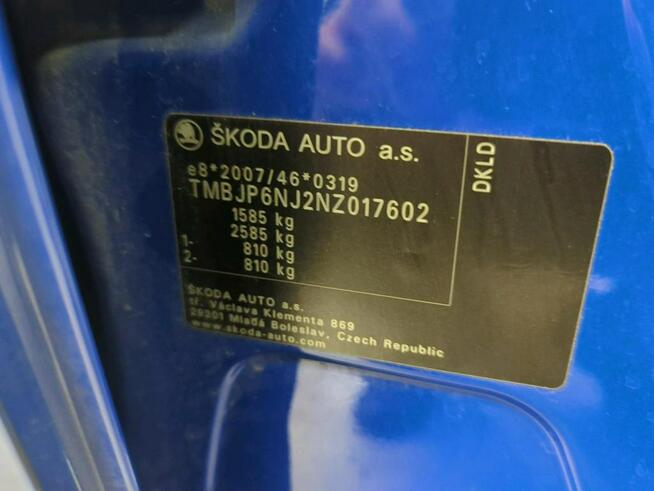 ŠKODA AUTO a.s.
e8*2007/46*0319
TMBJP6NJ2NZ017602
1585 kg
2585 kg
1- 810 kg
2- 810 kg
ŠKODA AUTO a.s.
tř. Václava Klementa 869
29301 Mladá Boleslav, Czech Republic
www.skoda-auto.com
DKLD